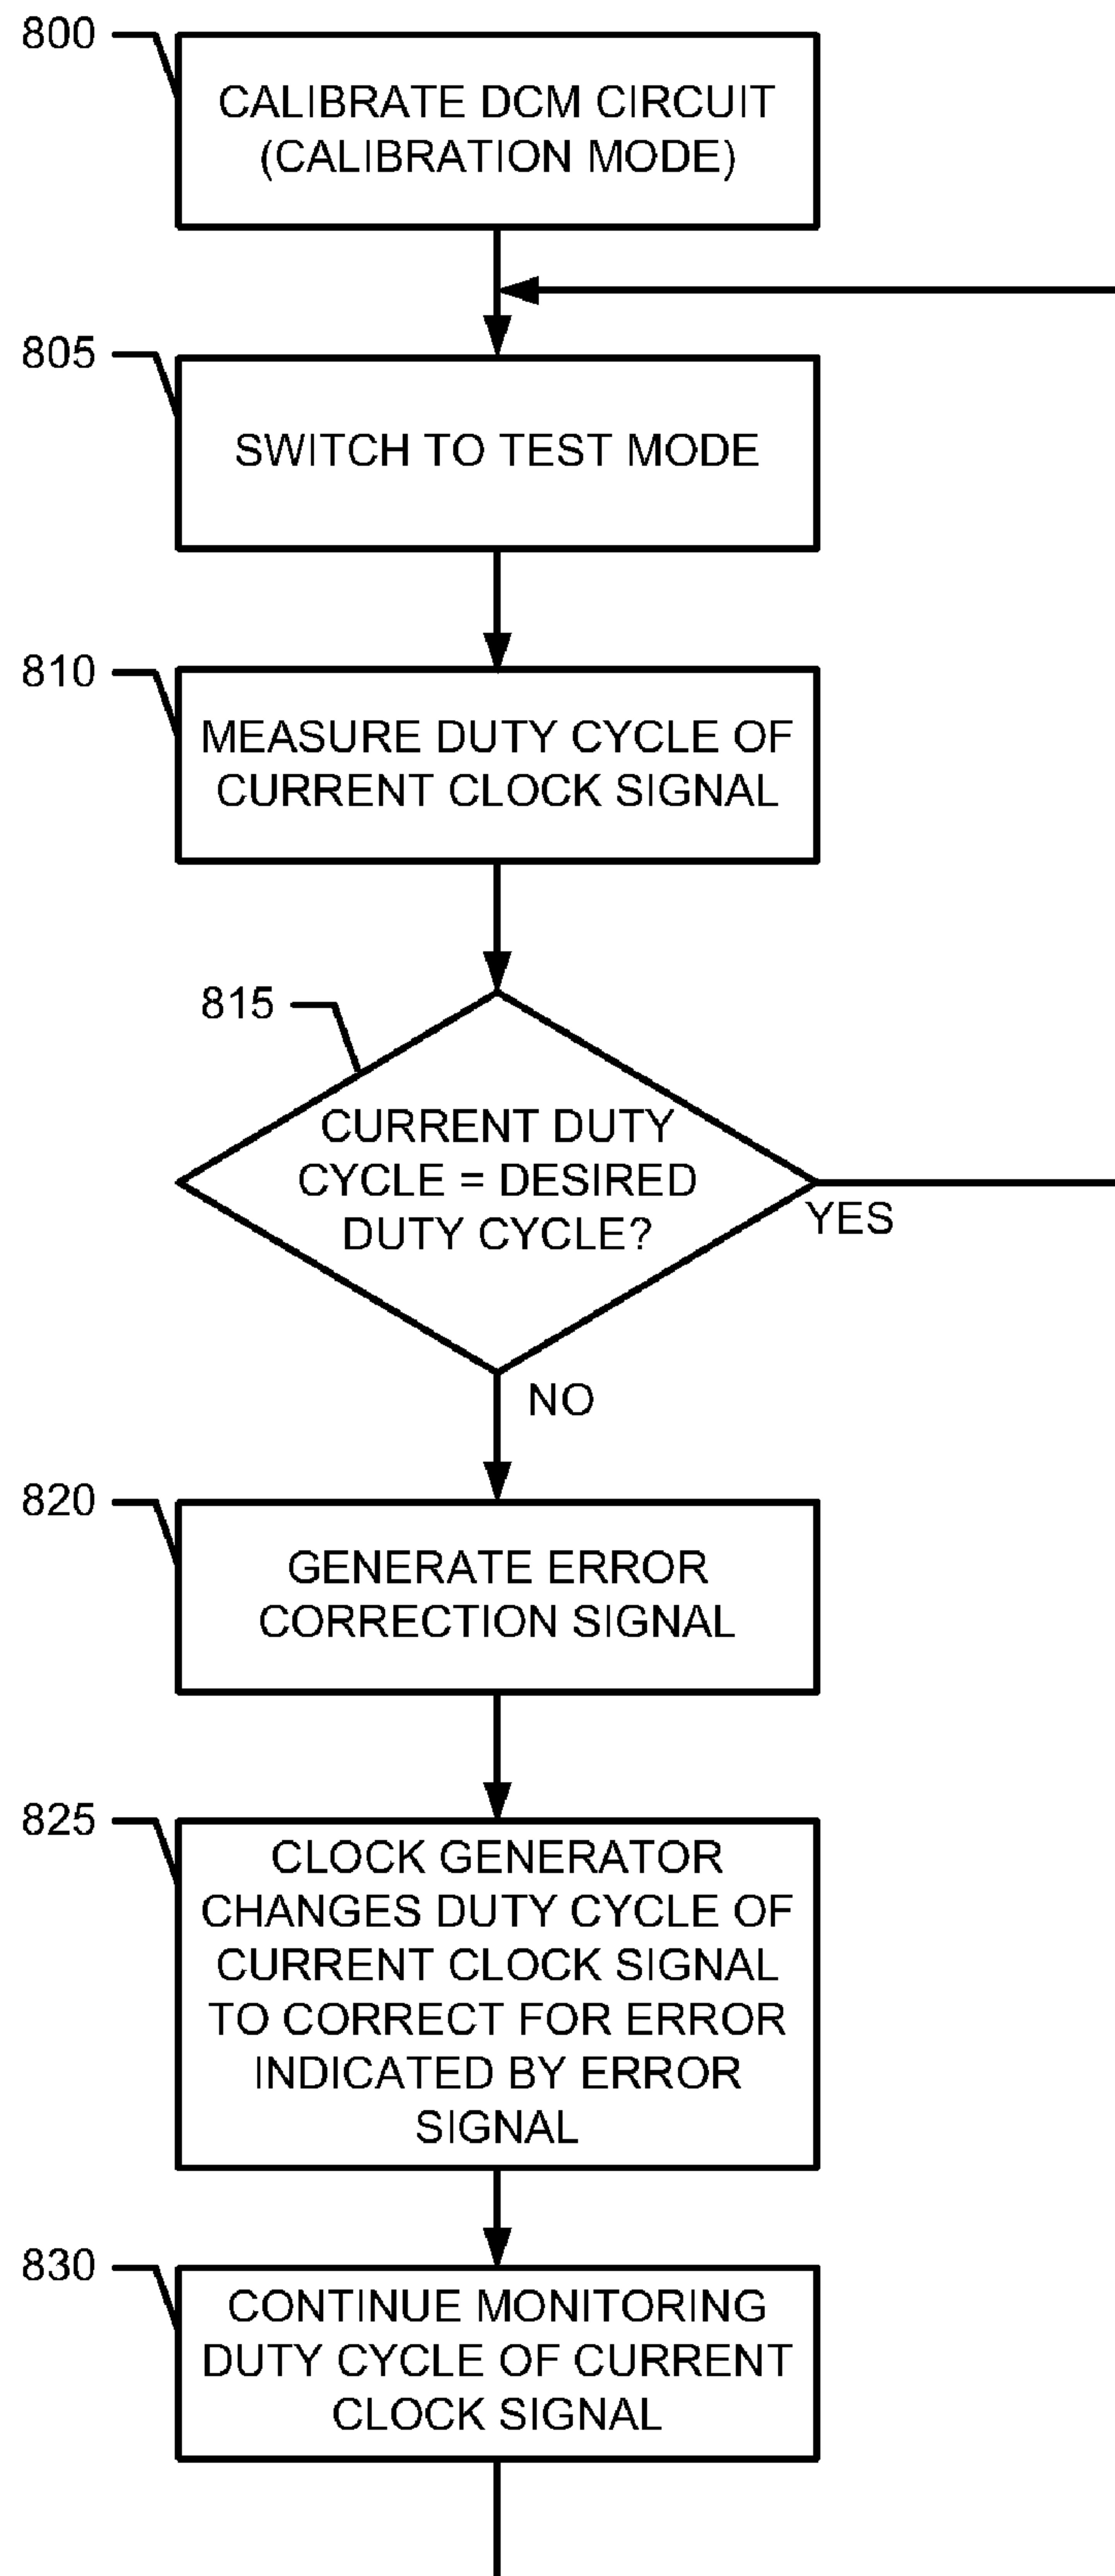 800
CALIBRATE DCM CIRCUIT
(CALIBRATION MODE)
805
SWITCH TO TEST MODE
810
MEASURE DUTY CYCLE OF
CURRENT CLOCK SIGNAL
815
CURRENT DUTY
CYCLE = DESIRED
DUTY CYCLE?
YES
NO
820
GENERATE ERROR
CORRECTION SIGNAL
825
CLOCK GENERATOR
CHANGES DUTY CYCLE OF
CURRENT CLOCK SIGNAL
TO CORRECT FOR ERROR
INDICATED BY ERROR
SIGNAL
830
CONTINUE MONITORING
DUTY CYCLE OF CURRENT
CLOCK SIGNAL